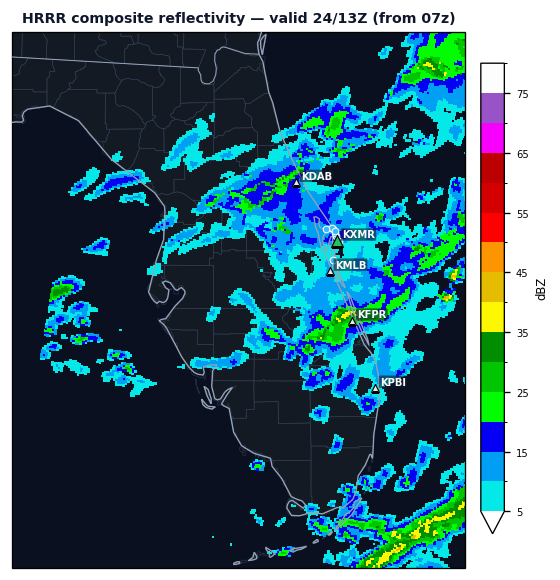 HRRR composite reflectivity — valid 24/13Z (from 07z)
KDAB
KXMR
KMLB
KFPR
KPBI
75
65
55
45
35
25
15
5
dBZ